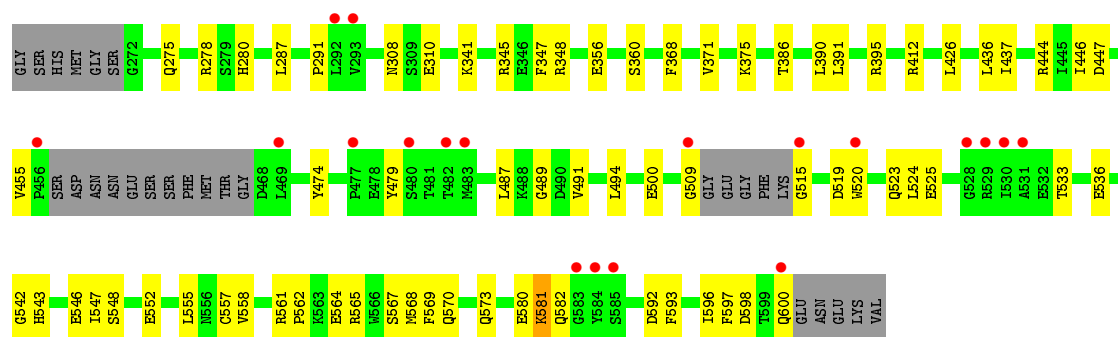 GLY SER HIS MET GLY SER G272 Q275 R278 S279 H280 L287 P291 L292 V293 N308 S309 E310 K341 R345 E346 F347 R348 E356 S360 F368 V371 K375 T386 L390 L391 R395 R412 L426 L436 I437 R444 I445 I446 D447
V455 P456 SER ASP ASN ASN GLU SER SER PHE MET THR GLY D468 L469 Y474 P477 E478 Y479 S480 T481 T482 M483 L487 K488 G489 D490 V491 L494 E500 G509 GLY GLU GLY PHE LYS G515 D519 W520 Q523 L524 E525 G528 R529 I530 A531 E532 T533 E536
G542 H543 E546 I547 S548 E552 L555 N556 C557 V558 R561 P562 K563 E564 R565 W566 S567 M568 F569 Q570 Q573 E580 K581 Q582 G583 Y584 S585 D592 F593 I596 F597 D598 T599 Q600 GLU ASN GLU LYS VAL